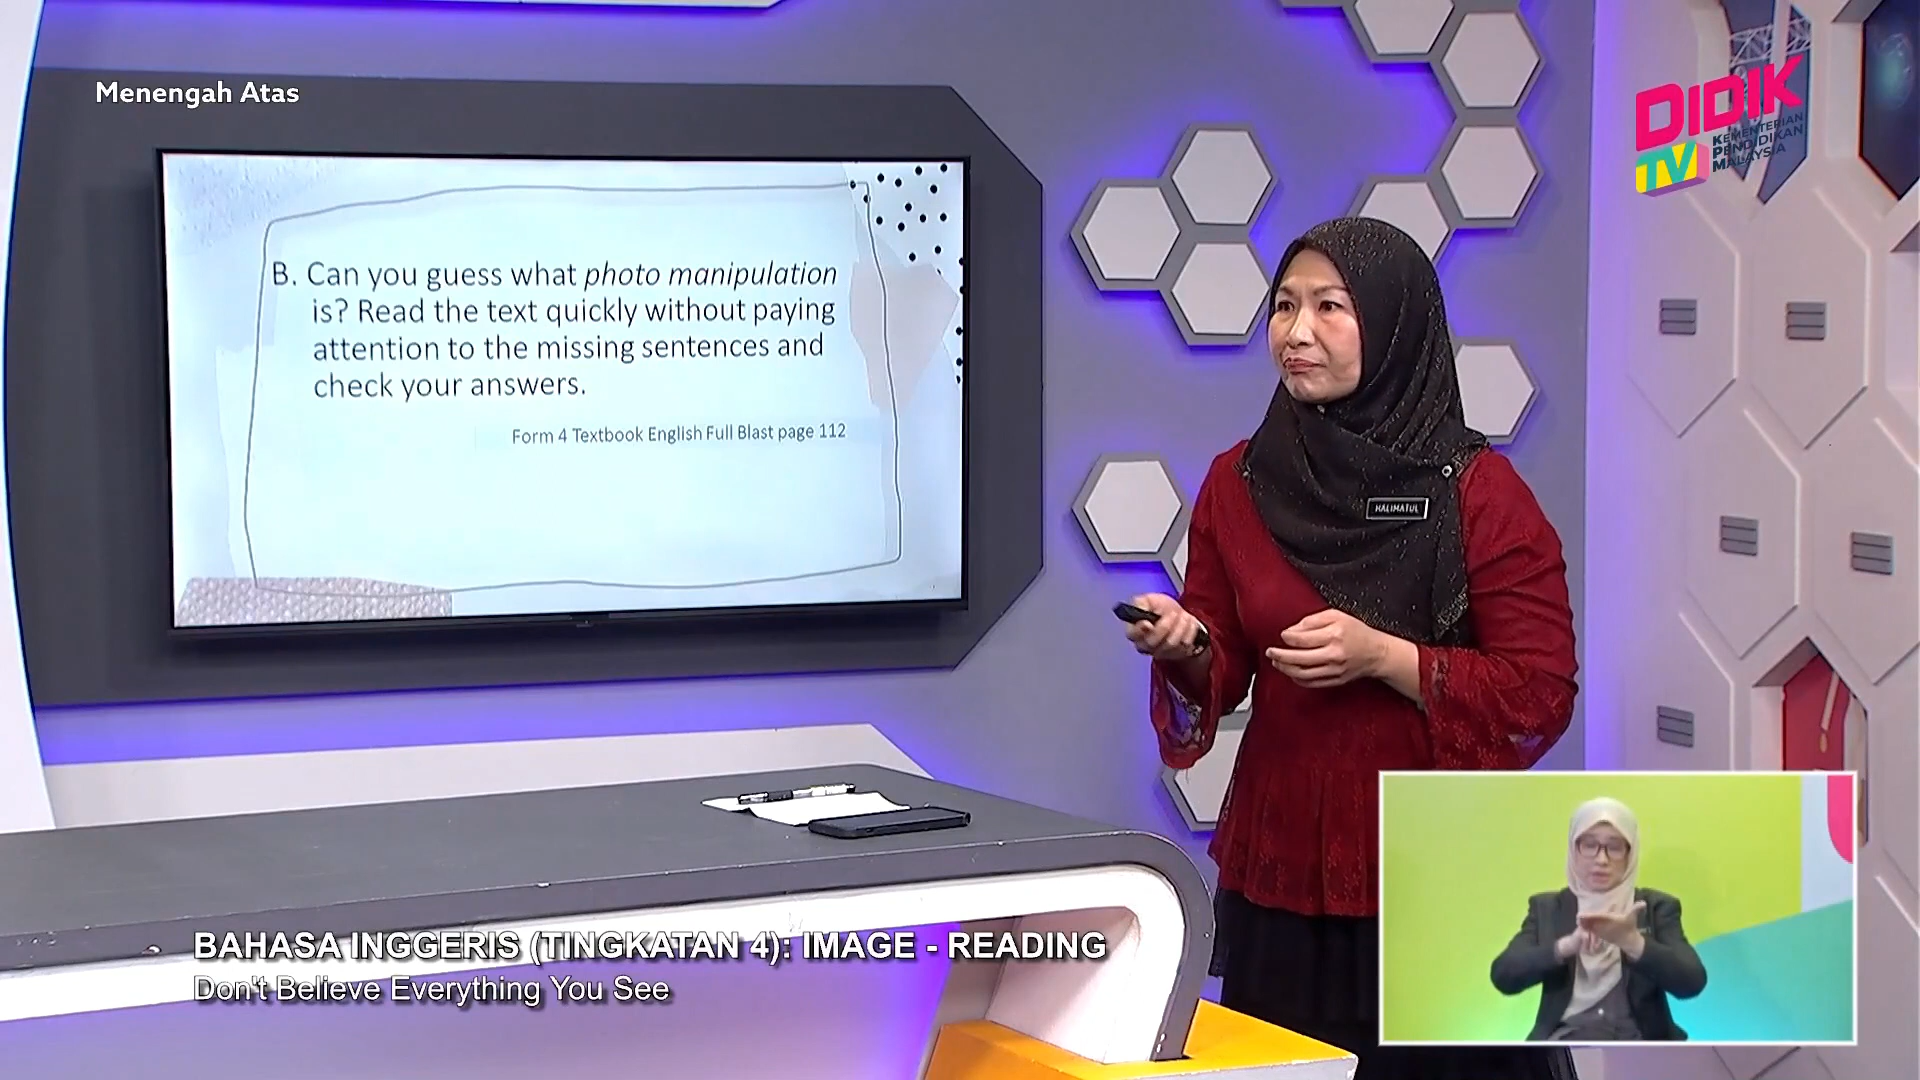 Menengah Atas
DIDIK
TV
KEMENTERIAN
PENDIDIKAN
MALAYSIA
B. Can you guess what photo manipulation
is? Read the text quickly without paying
attention to the missing sentences and
check your answers.
Form 4 Textbook English Full Blast page 112
HALIMATUL
BAHASA INGGERIS (TINGKATAN 4): IMAGE - READING
Don't Believe Everything You See